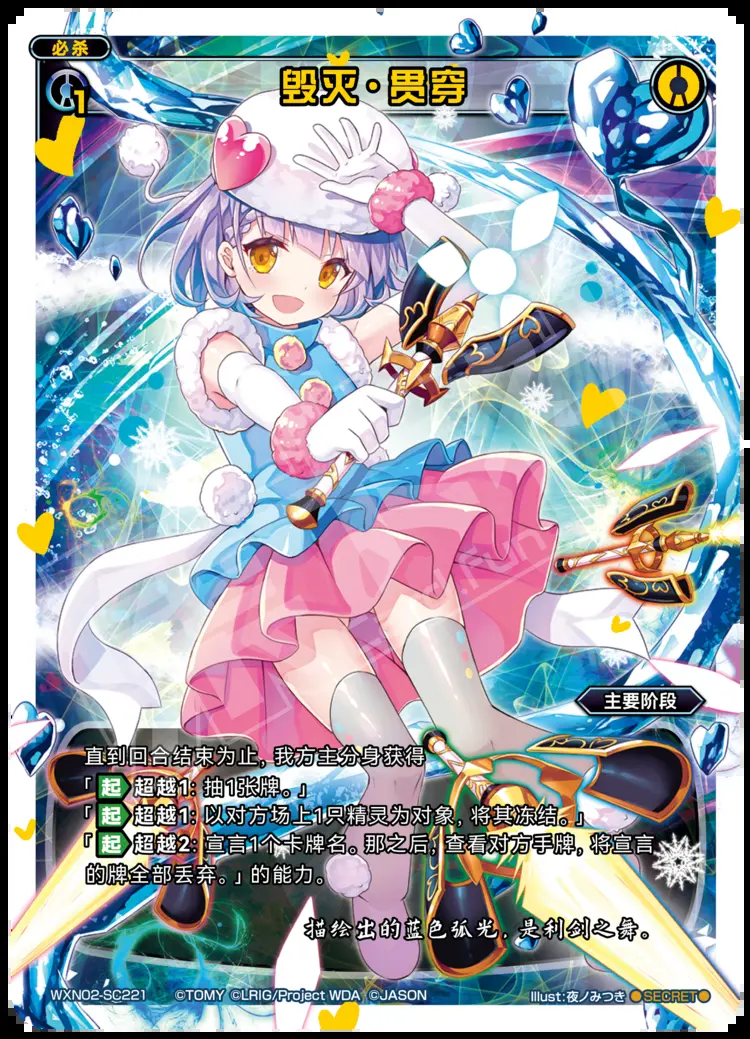 必杀
1
毁灭·贯穿
主要阶段
直到回合结束为止，我方主分身获得
「起 超越1：抽1张牌。」
「起 超越1：以对方场上1只精灵为对象，将其冻结。」
「起 超越2：宣言1个卡牌名。那之后，查看对方手牌，将宣言
的牌全部丢弃。」的能力。
描绘出的蓝色弧光，是利剑之舞。
WXN02-SC221 ©TOMY ©LRIG/Project WDA ©JASON Illust:夜ノみつき ●SECRET●